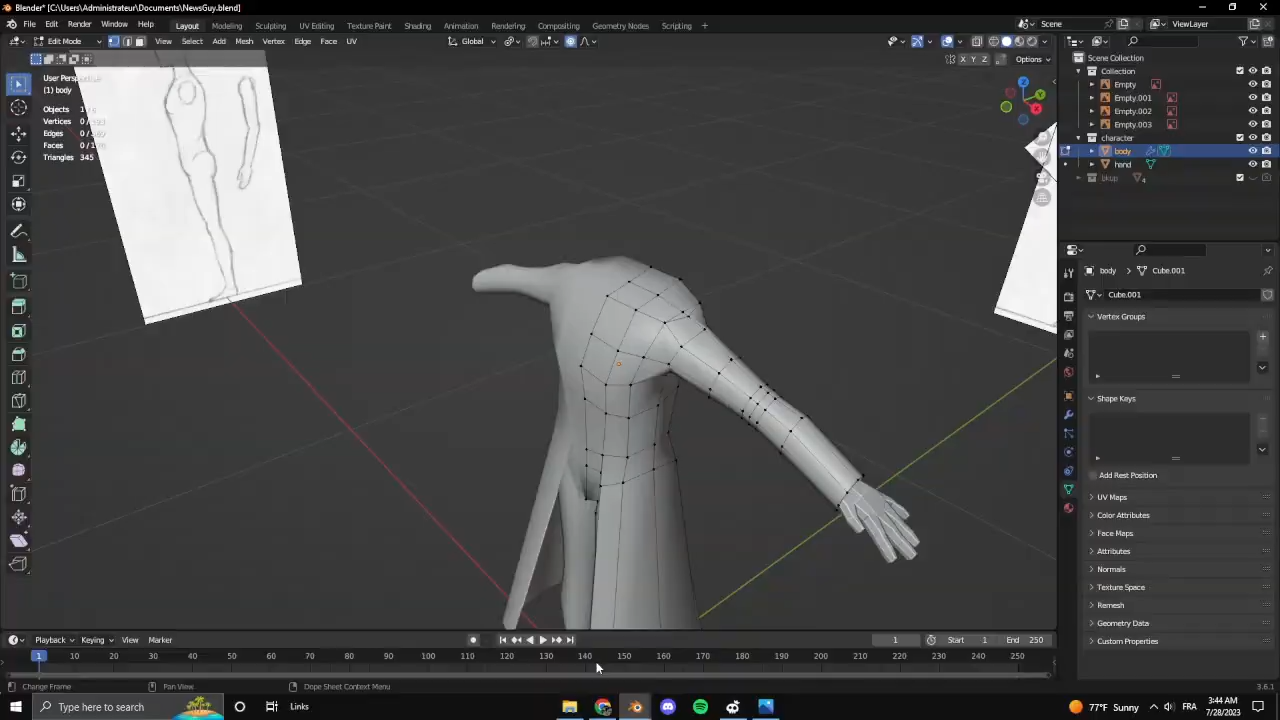 Blender* [C:\Users\Administrateur\Documents\NewsGuy.blend]
File Edit Render Window Help Layout Modeling Sculpting UV Editing Texture Paint Shading Animation Rendering Compositing Geometry Nodes Scripting + Scene ViewLayer
Edit Mode View Select Add Mesh Vertex Edge Face UV Global
X Y Z Options
User Perspective
(1) body
Objects
Vertices
Edges
Faces
Triangles 345
Scene Collection
Collection
Empty
Empty.001
Empty.002
Empty.003
character
body
hand
bkup 4
body > Cube.001
Cube.001
Vertex Groups
Shape Keys
Add Rest Position
UV Maps
Color Attributes
Face Maps
Attributes
Normals
Texture Space
Remesh
Geometry Data
Custom Properties
Playback Keying View Marker 1 Start 1 End 250
1 10 20 30 40 50 60 70 80 90 100 110 120 130 140 150 160 170 180 190 200 210 220 230 240 250
Change Frame Pan View Dope Sheet Context Menu 3.6.1
Type here to search Links 77°F Sunny FRA 3:44 AM
7/28/2023